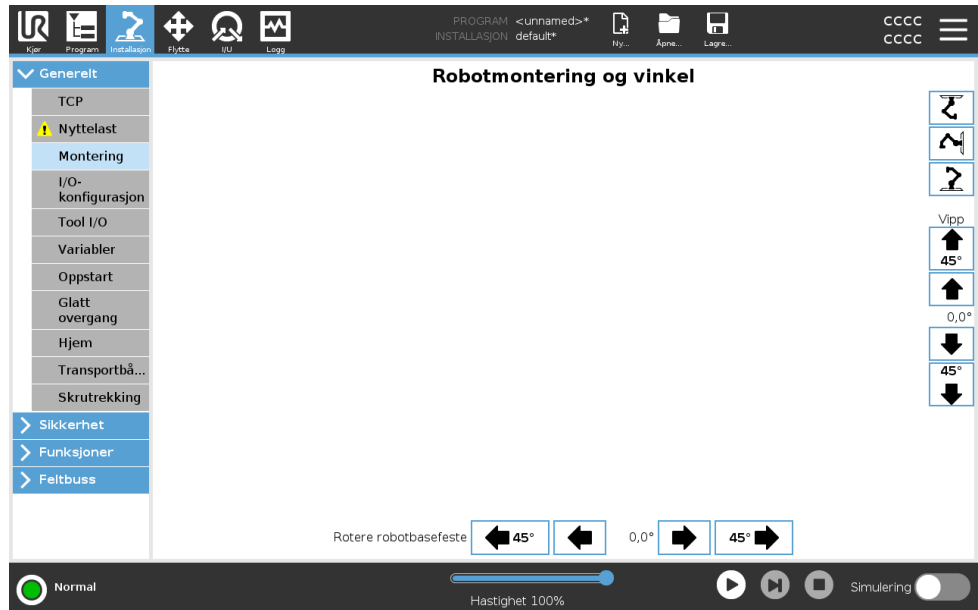 UR
Kjør
Program
Installasjon
Flytte
I/U
Logg
PROGRAM <unnamed>*
INSTALLASJON default*
Ny...
Åpne...
Lagre...
CCCC
CCCC
Generelt
TCP
Nyttelast
Montering
I/O-
konfigurasjon
Tool I/O
Variabler
Oppstart
Glatt
overgang
Hjem
Transportbå...
Skrutrekking
Sikkerhet
Funksjoner
Feltbuss
Robotmontering og vinkel
Vipp
45°
0,0°
45°
Rotere robotbasefeste 45° 0,0° 45°
Normal
Hastighet 100%
Simulering